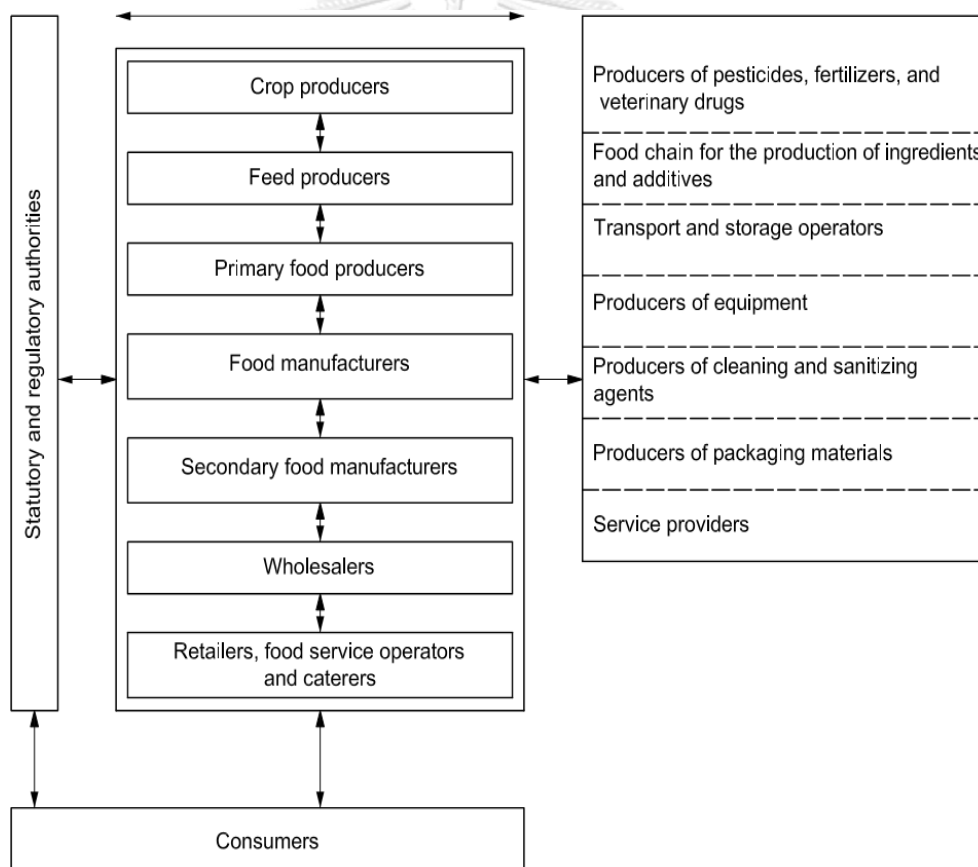 Statutory and regulatory authorities
Crop producers
Feed producers
Primary food producers
Food manufacturers
Secondary food manufacturers
Wholesalers
Retailers, food service operators
and caterers
Consumers
Producers of pesticides, fertilizers, and
veterinary drugs
Food chain for the production of ingredients
and additives
Transport and storage operators
Producers of equipment
Producers of cleaning and sanitizing
agents
Producers of packaging materials
Service providers